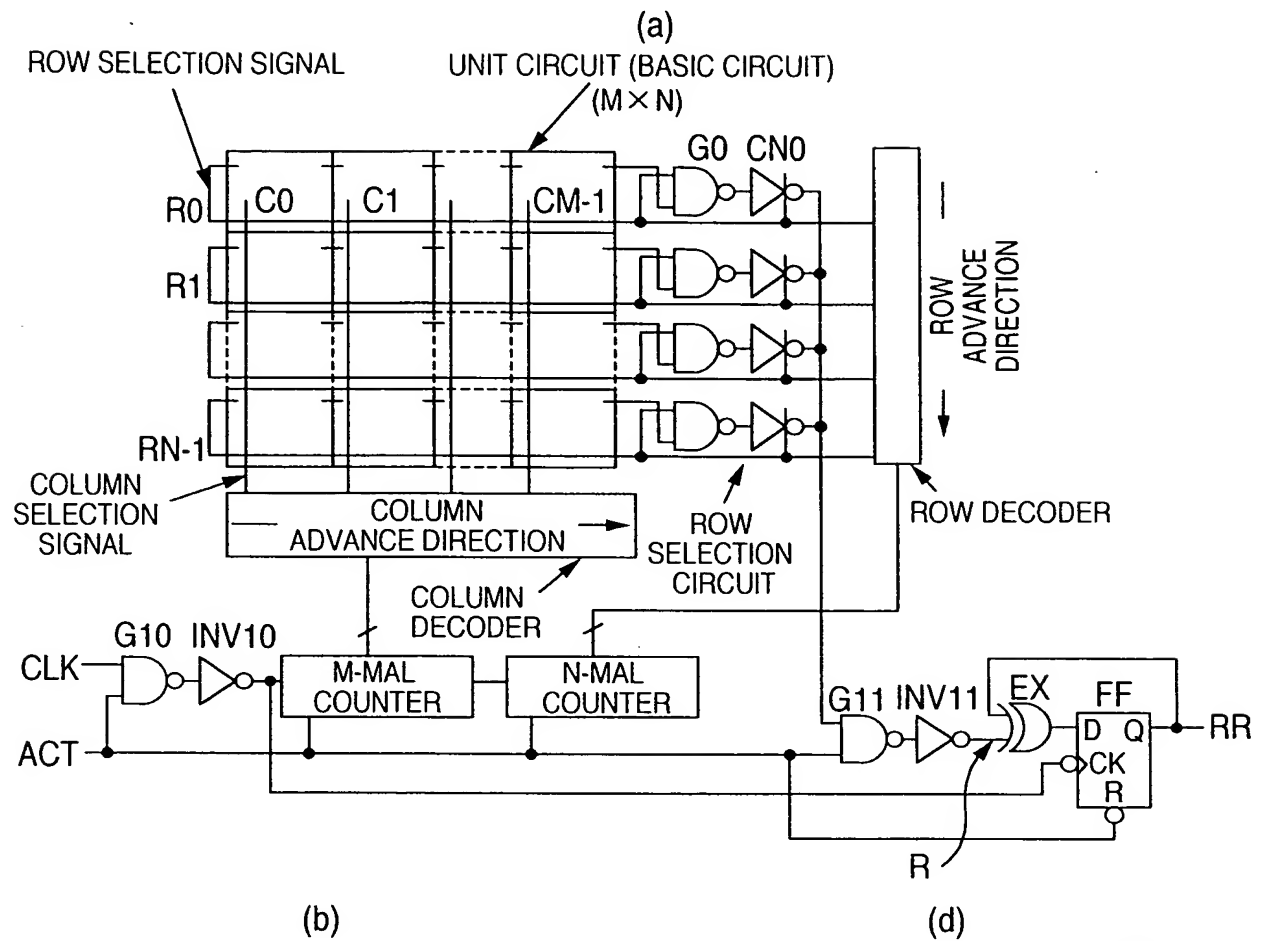 (a)
ROW SELECTION SIGNAL
UNIT CIRCUIT (BASIC CIRCUIT)
(M×N)
G0 CN0
R0
C0
C1
CM-1
R1
RN-1
ROW
ADVANCE
DIRECTION
COLUMN
SELECTION
SIGNAL
COLUMN
ADVANCE DIRECTION
ROW
SELECTION
CIRCUIT
ROW DECODER
COLUMN
DECODER
G10 INV10
CLK
M-MAL
COUNTER
N-MAL
COUNTER
G11 INV11
EX
FF
D Q
RR
ACT
CK
R
R
(b)
(d)